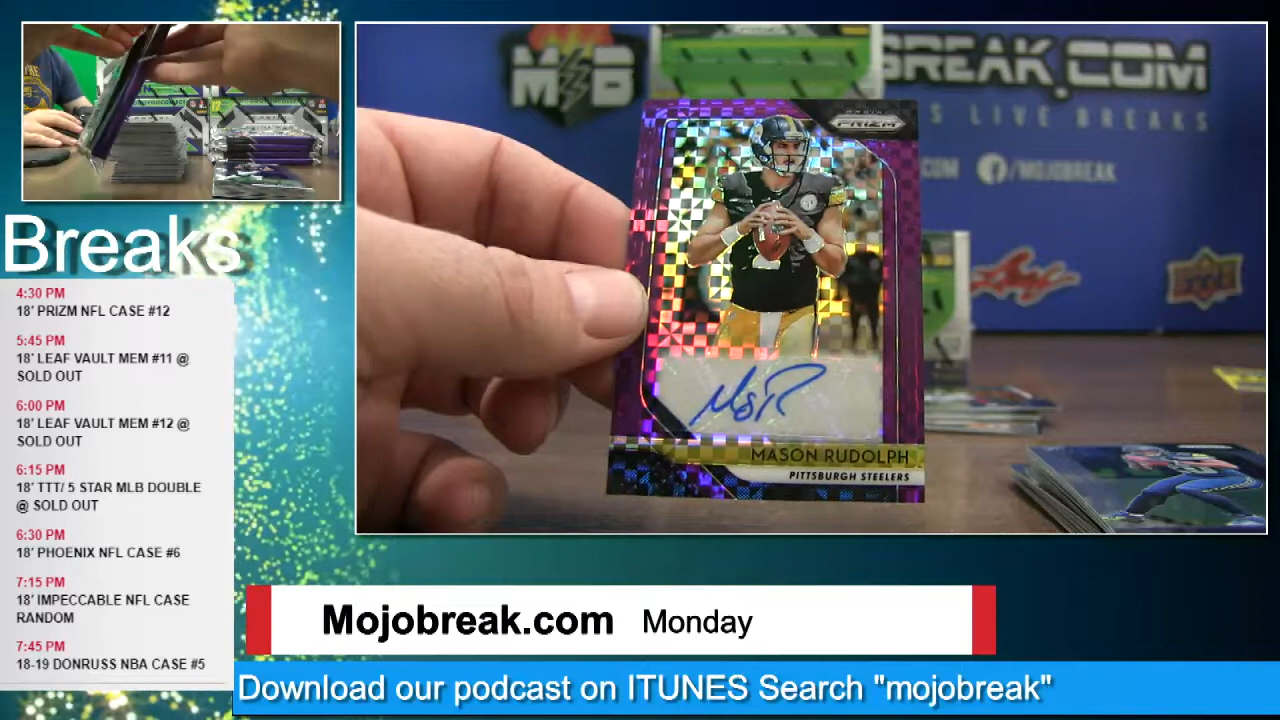 MSB
BREAK.COM
S LIVE BREAKS
.COM
/MOJOBREAK
PANINI
PRIZM
MASON RUDOLPH
PITTSBURGH STEELERS
Breaks
4:30 PM
18' PRIZM NFL CASE #12
5:45 PM
18' LEAF VAULT MEM #11 @
SOLD OUT
6:00 PM
18' LEAF VAULT MEM #12 @
SOLD OUT
6:15 PM
18' TTT/ 5 STAR MLB DOUBLE
@ SOLD OUT
6:30 PM
18' PHOENIX NFL CASE #6
7:15 PM
18' IMPECCABLE NFL CASE
RANDOM
7:45 PM
18-19 DONRUSS NBA CASE #5
Mojobreak.com Monday
Download our podcast on ITUNES Search "mojobreak"